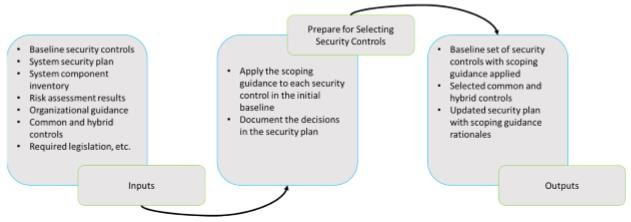 • Baseline security controls
• System security plan
• System component
inventory
• Risk assessment results
• Organizational guidance
• Common and hybrid
controls
• Required legislation, etc.
Inputs
Prepare for Selecting
Security Controls
• Apply the scoping
guidance to each security
control in the initial
baseline
• Document the decisions
in the security plan
• Baseline set of security
controls with scoping
guidance applied
• Selected common and
hybrid controls
• Updated security plan
with scoping guidance
rationales
Outputs